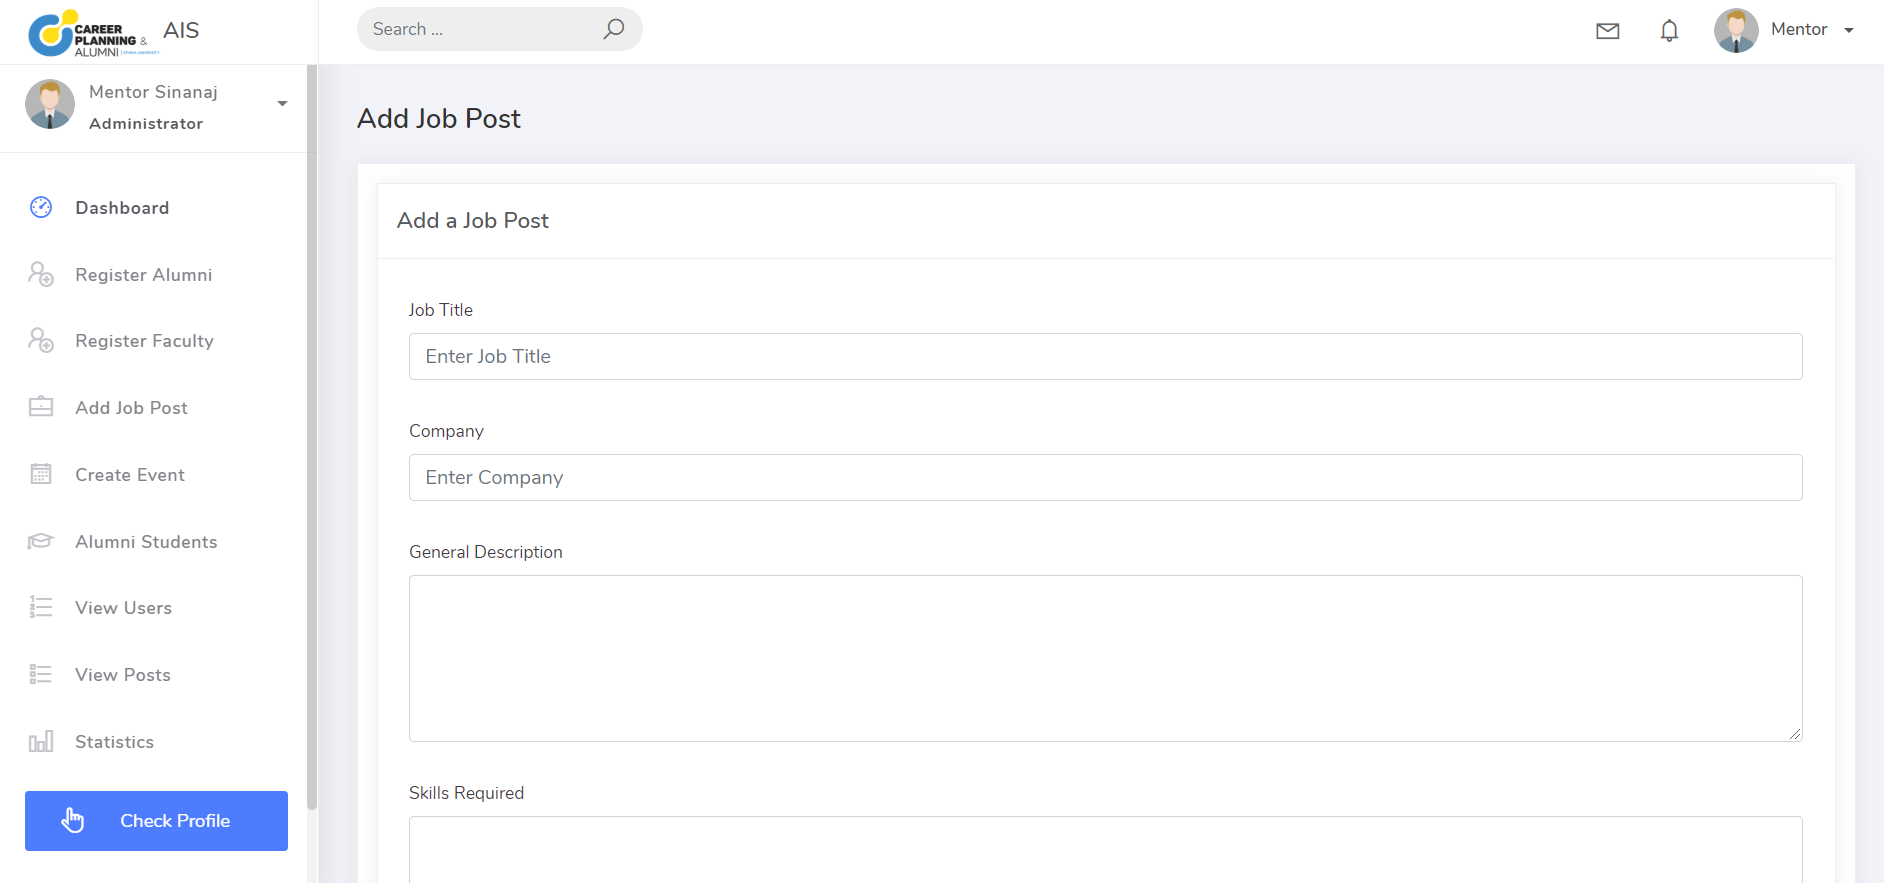 CAREER
PLANNING &
ALUMNI | EPOKA UNIVERSITY
AIS
Search ...
Mentor
Mentor Sinanaj
Administrator
Dashboard
Register Alumni
Register Faculty
Add Job Post
Create Event
Alumni Students
View Users
View Posts
Statistics
Check Profile
Add Job Post
Add a Job Post
Job Title
Enter Job Title
Company
Enter Company
General Description
Skills Required